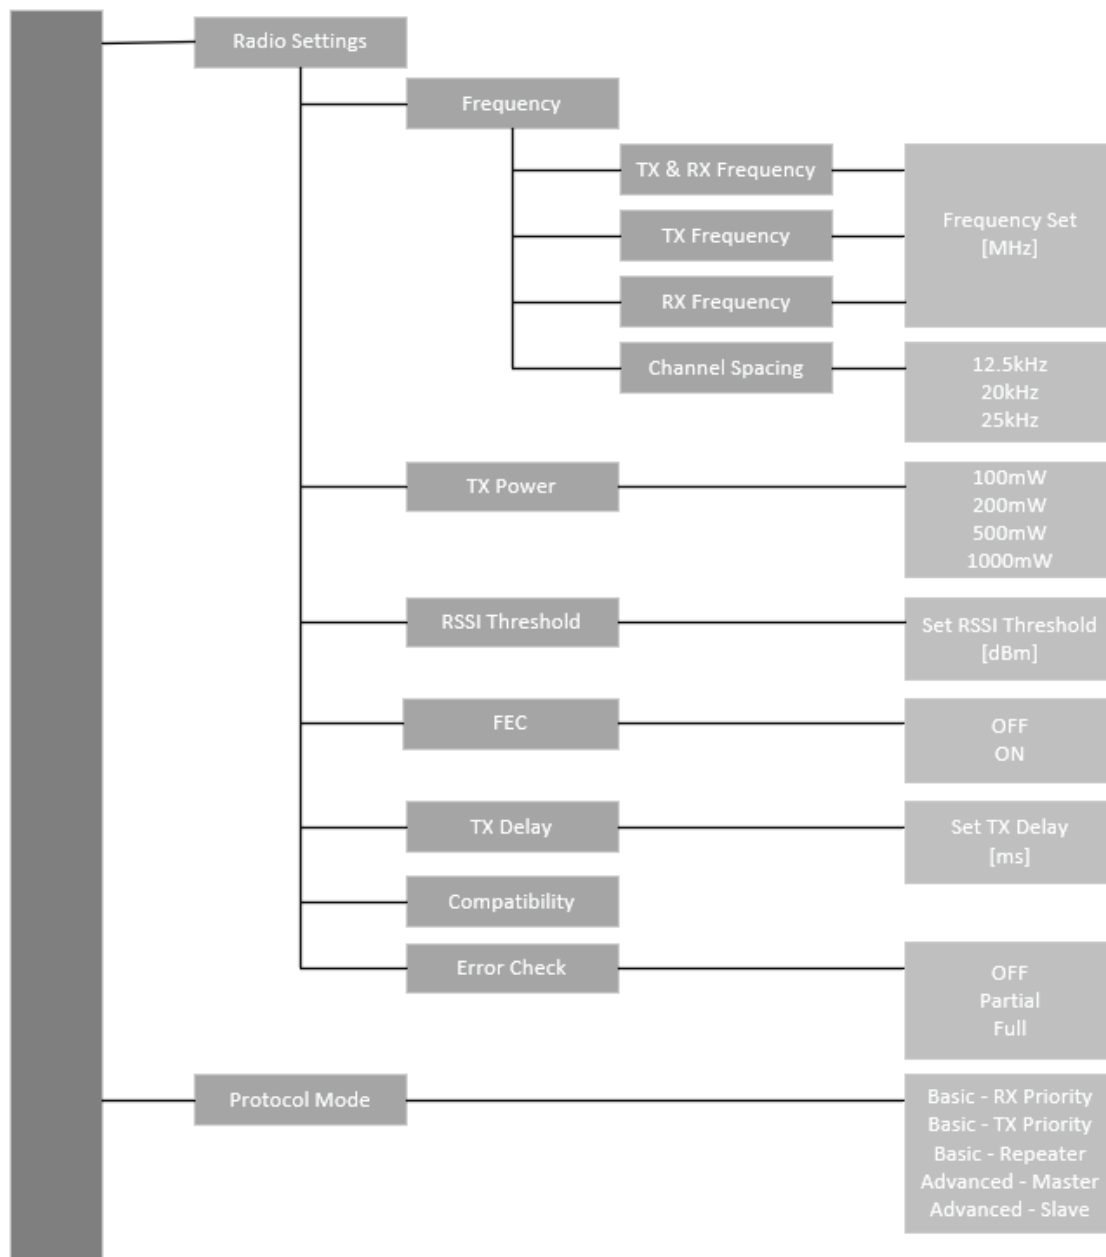 Radio Settings
Frequency
TX & RX Frequency
TX Frequency
RX Frequency
Frequency Set
[MHz]
Channel Spacing
12.5kHz
20kHz
25kHz
TX Power
100mW
200mW
500mW
1000mW
RSSI Threshold
Set RSSI Threshold
[dBm]
FEC
OFF
ON
TX Delay
Set TX Delay
[ms]
Compatibility
Error Check
OFF
Partial
Full
Protocol Mode
Basic - RX Priority
Basic - TX Priority
Basic - Repeater
Advanced - Master
Advanced - Slave